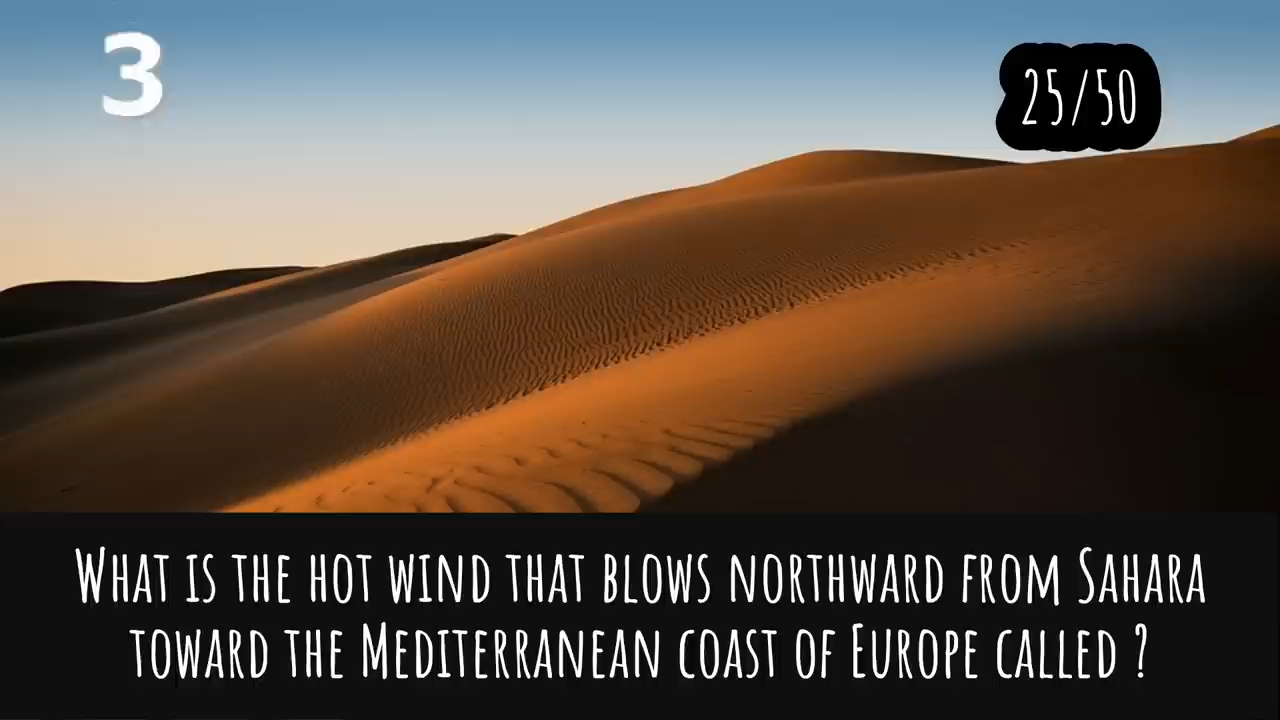 3
25/50
What is the hot wind that blows northward from Sahara
toward the Mediterranean coast of Europe called ?